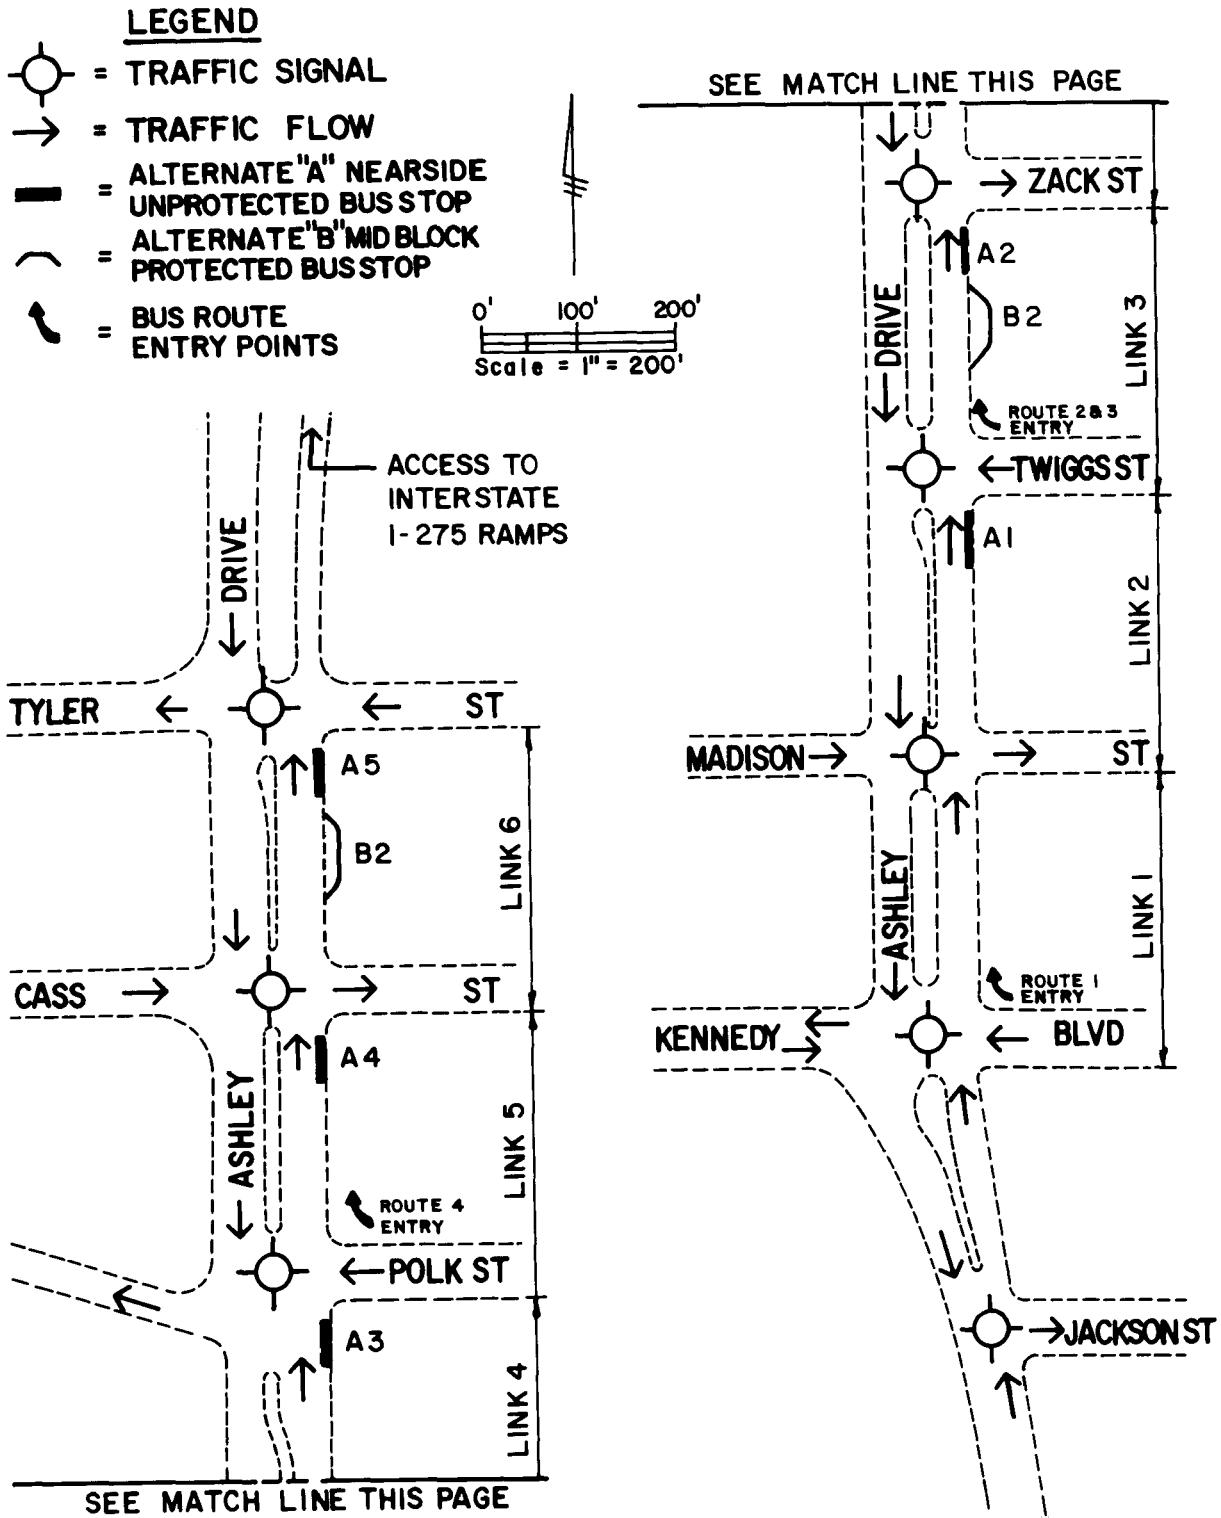 LEGEND
= TRAFFIC SIGNAL
= TRAFFIC FLOW
= ALTERNATE "A" NEARSIDE
UNPROTECTED BUS STOP
= ALTERNATE "B" MID BLOCK
PROTECTED BUS STOP
= BUS ROUTE
ENTRY POINTS
0' 100' 200'
Scale = 1" = 200'
ACCESS TO
INTERSTATE
I-275 RAMPS
DRIVE
TYLER ST
A5
B2
LINK 6
CASS ST
A4
ASHLEY
LINK 5
ROUTE 4
ENTRY
POLK ST
A3
LINK 4
SEE MATCH LINE THIS PAGE
SEE MATCH LINE THIS PAGE
ZACK ST
A2
B2
DRIVE
LINK 3
ROUTE 2&3
ENTRY
TWIGGS ST
A1
LINK 2
MADISON ST
ASHLEY
LINK 1
ROUTE 1
ENTRY
KENNEDY BLVD
JACKSON ST